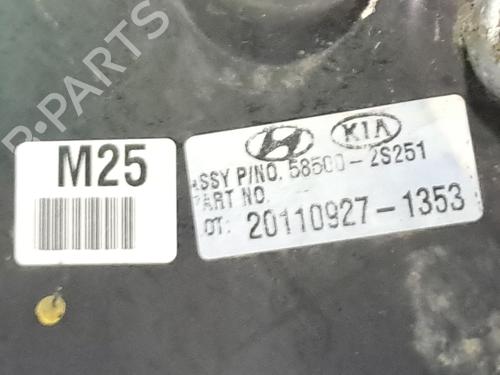 B-PARTS
M25
KIA
ASSY P/NO. 58500-2S251
PART NO.
OT: 20110927-1353